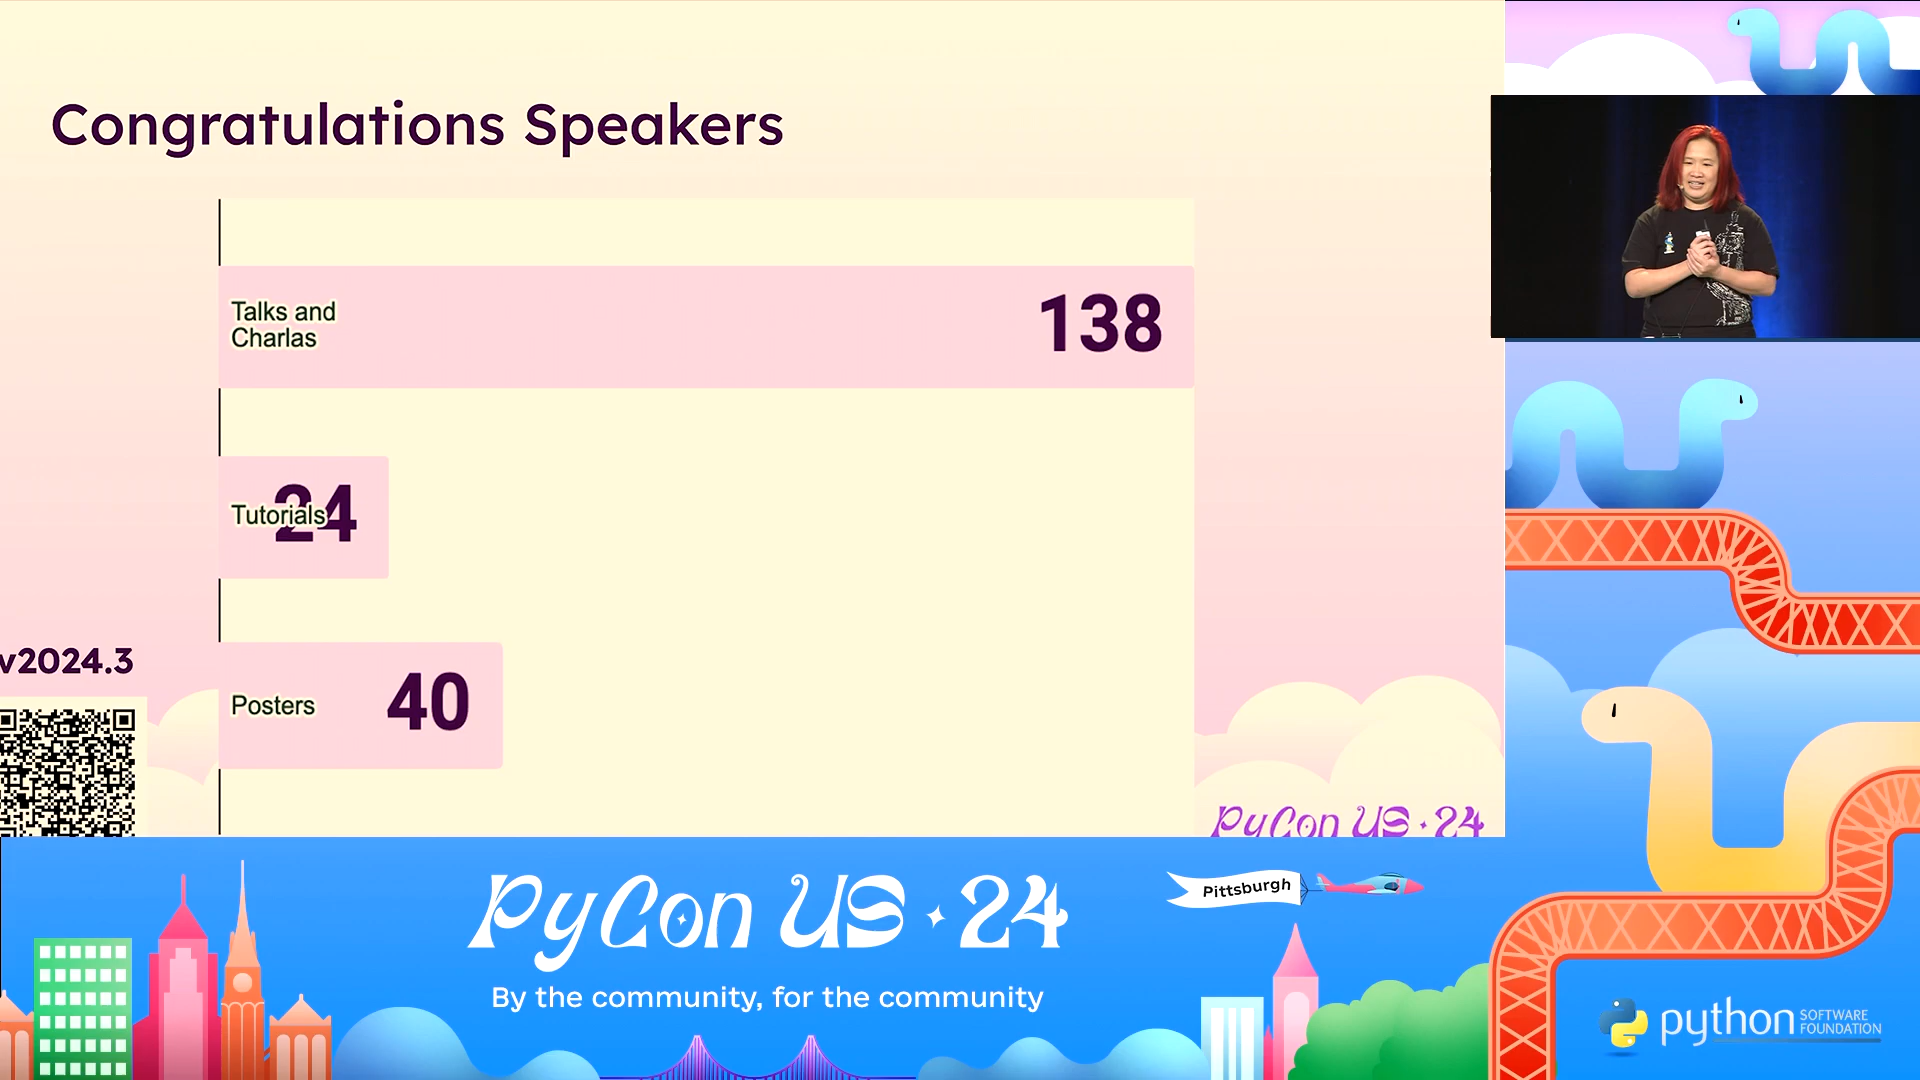 Congratulations Speakers
Talks and
Charlas
138
Tutorials
24
Posters
40
v2024.3
PyCon US 24
PyCon US 24
By the community, for the community
Pittsburgh
python
SOFTWARE
FOUNDATION